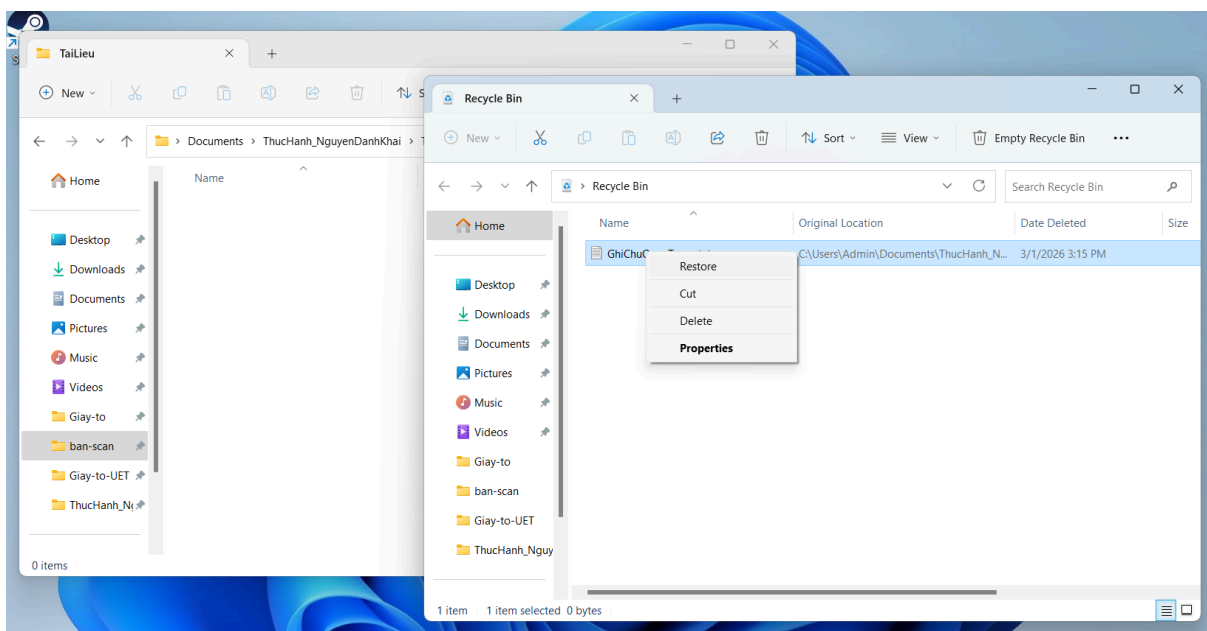 S
TaiLieu
New
S
Documents > ThucHanh_NguyenDanhKhai >
Home
Name
Desktop
Downloads
Documents
Pictures
Music
Videos
Giay-to
ban-scan
Giay-to-UET
ThucHanh_N
0 items
Recycle Bin
New
Sort
View
Empty Recycle Bin
Recycle Bin
Search Recycle Bin
Home
Name
Original Location
Date Deleted
Size
Desktop
Downloads
Documents
Pictures
Music
Videos
Giay-to
ban-scan
Giay-to-UET
ThucHanh_Nguy
GhiChu
C:\Users\Admin\Documents\ThucHanh_N...
3/1/2026 3:15 PM
Restore
Cut
Delete
Properties
1 item
1 item selected 0 bytes